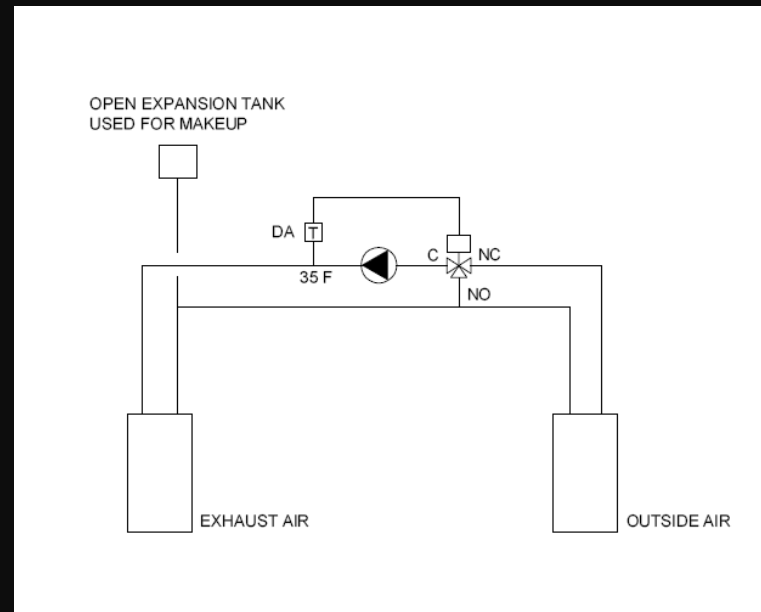 OPEN EXPANSION TANK
USED FOR MAKEUP
DA T
C NC
35 F
NO
EXHAUST AIR
OUTSIDE AIR